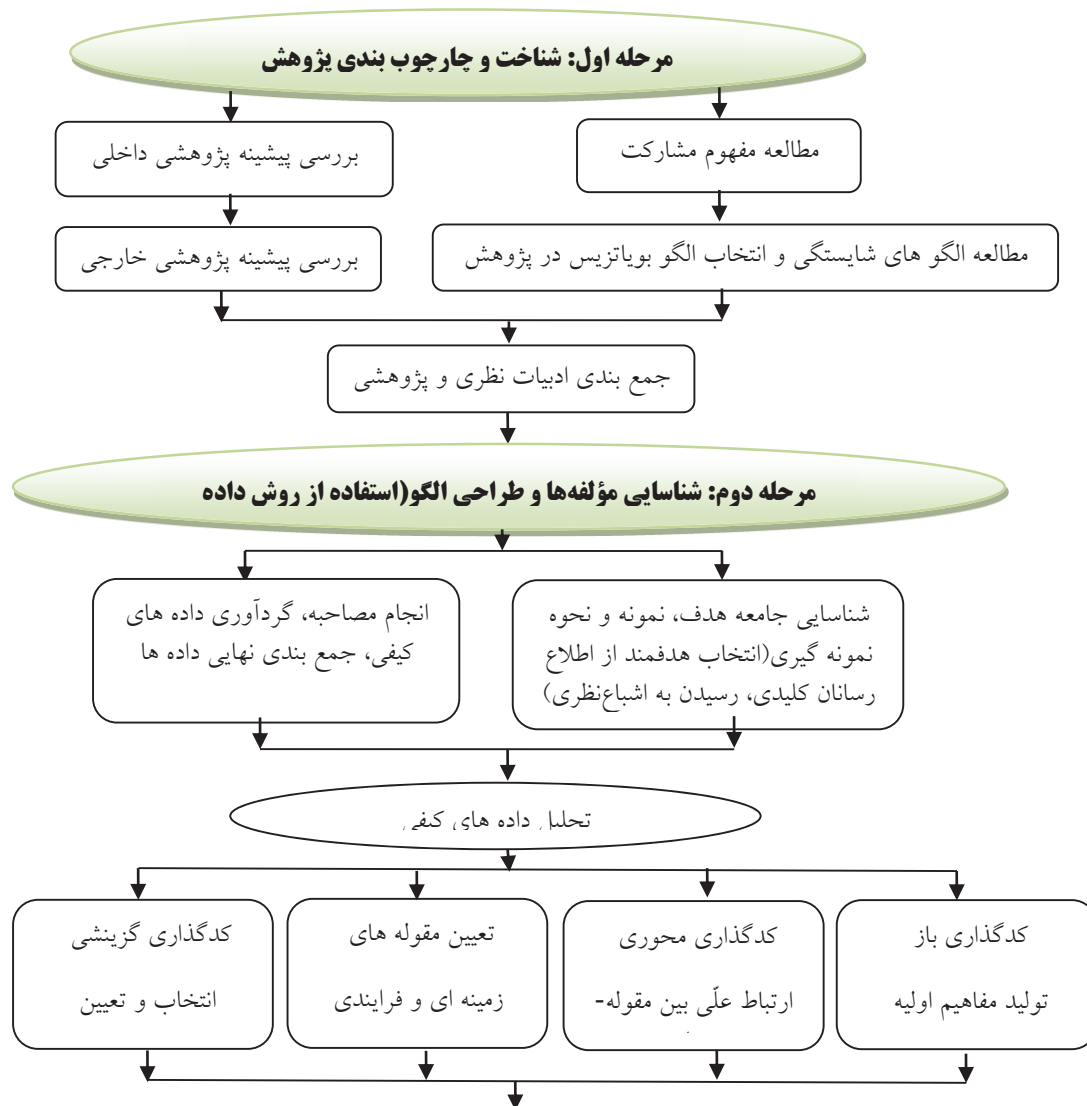 مرحله اول: شناخت و چارچوب بندی پژوهش
مطالعه مفهوم مشارکت
بررسی پیشینه پژوهشی داخلی
مطالعه الگو های شایستگی و انتخاب الگو بویاتزیس در پژوهش
بررسی پیشینه پژوهشی خارجی
جمع بندی ادبیات نظری و پژوهشی
مرحله دوم: شناسایی مؤلفه‌ها و طراحی الگو(استفاده از روش داده
شناسایی جامعه هدف، نمونه و نحوه
نمونه گیری(انتخاب هدفمند از اطلاع
رسانان کلیدی، رسیدن به اشباع‌نظری)
انجام مصاحبه، گردآوری داده های
کیفی، جمع بندی نهایی داده ها
تحلیل داده های کیفی
کدگذاری باز
تولید مفاهیم اولیه
کدگذاری محوری
ارتباط علّی بین مقوله-
تعیین مقوله های
زمینه ای و فرایندی
کدگذاری گزینشی
انتخاب و تعیین